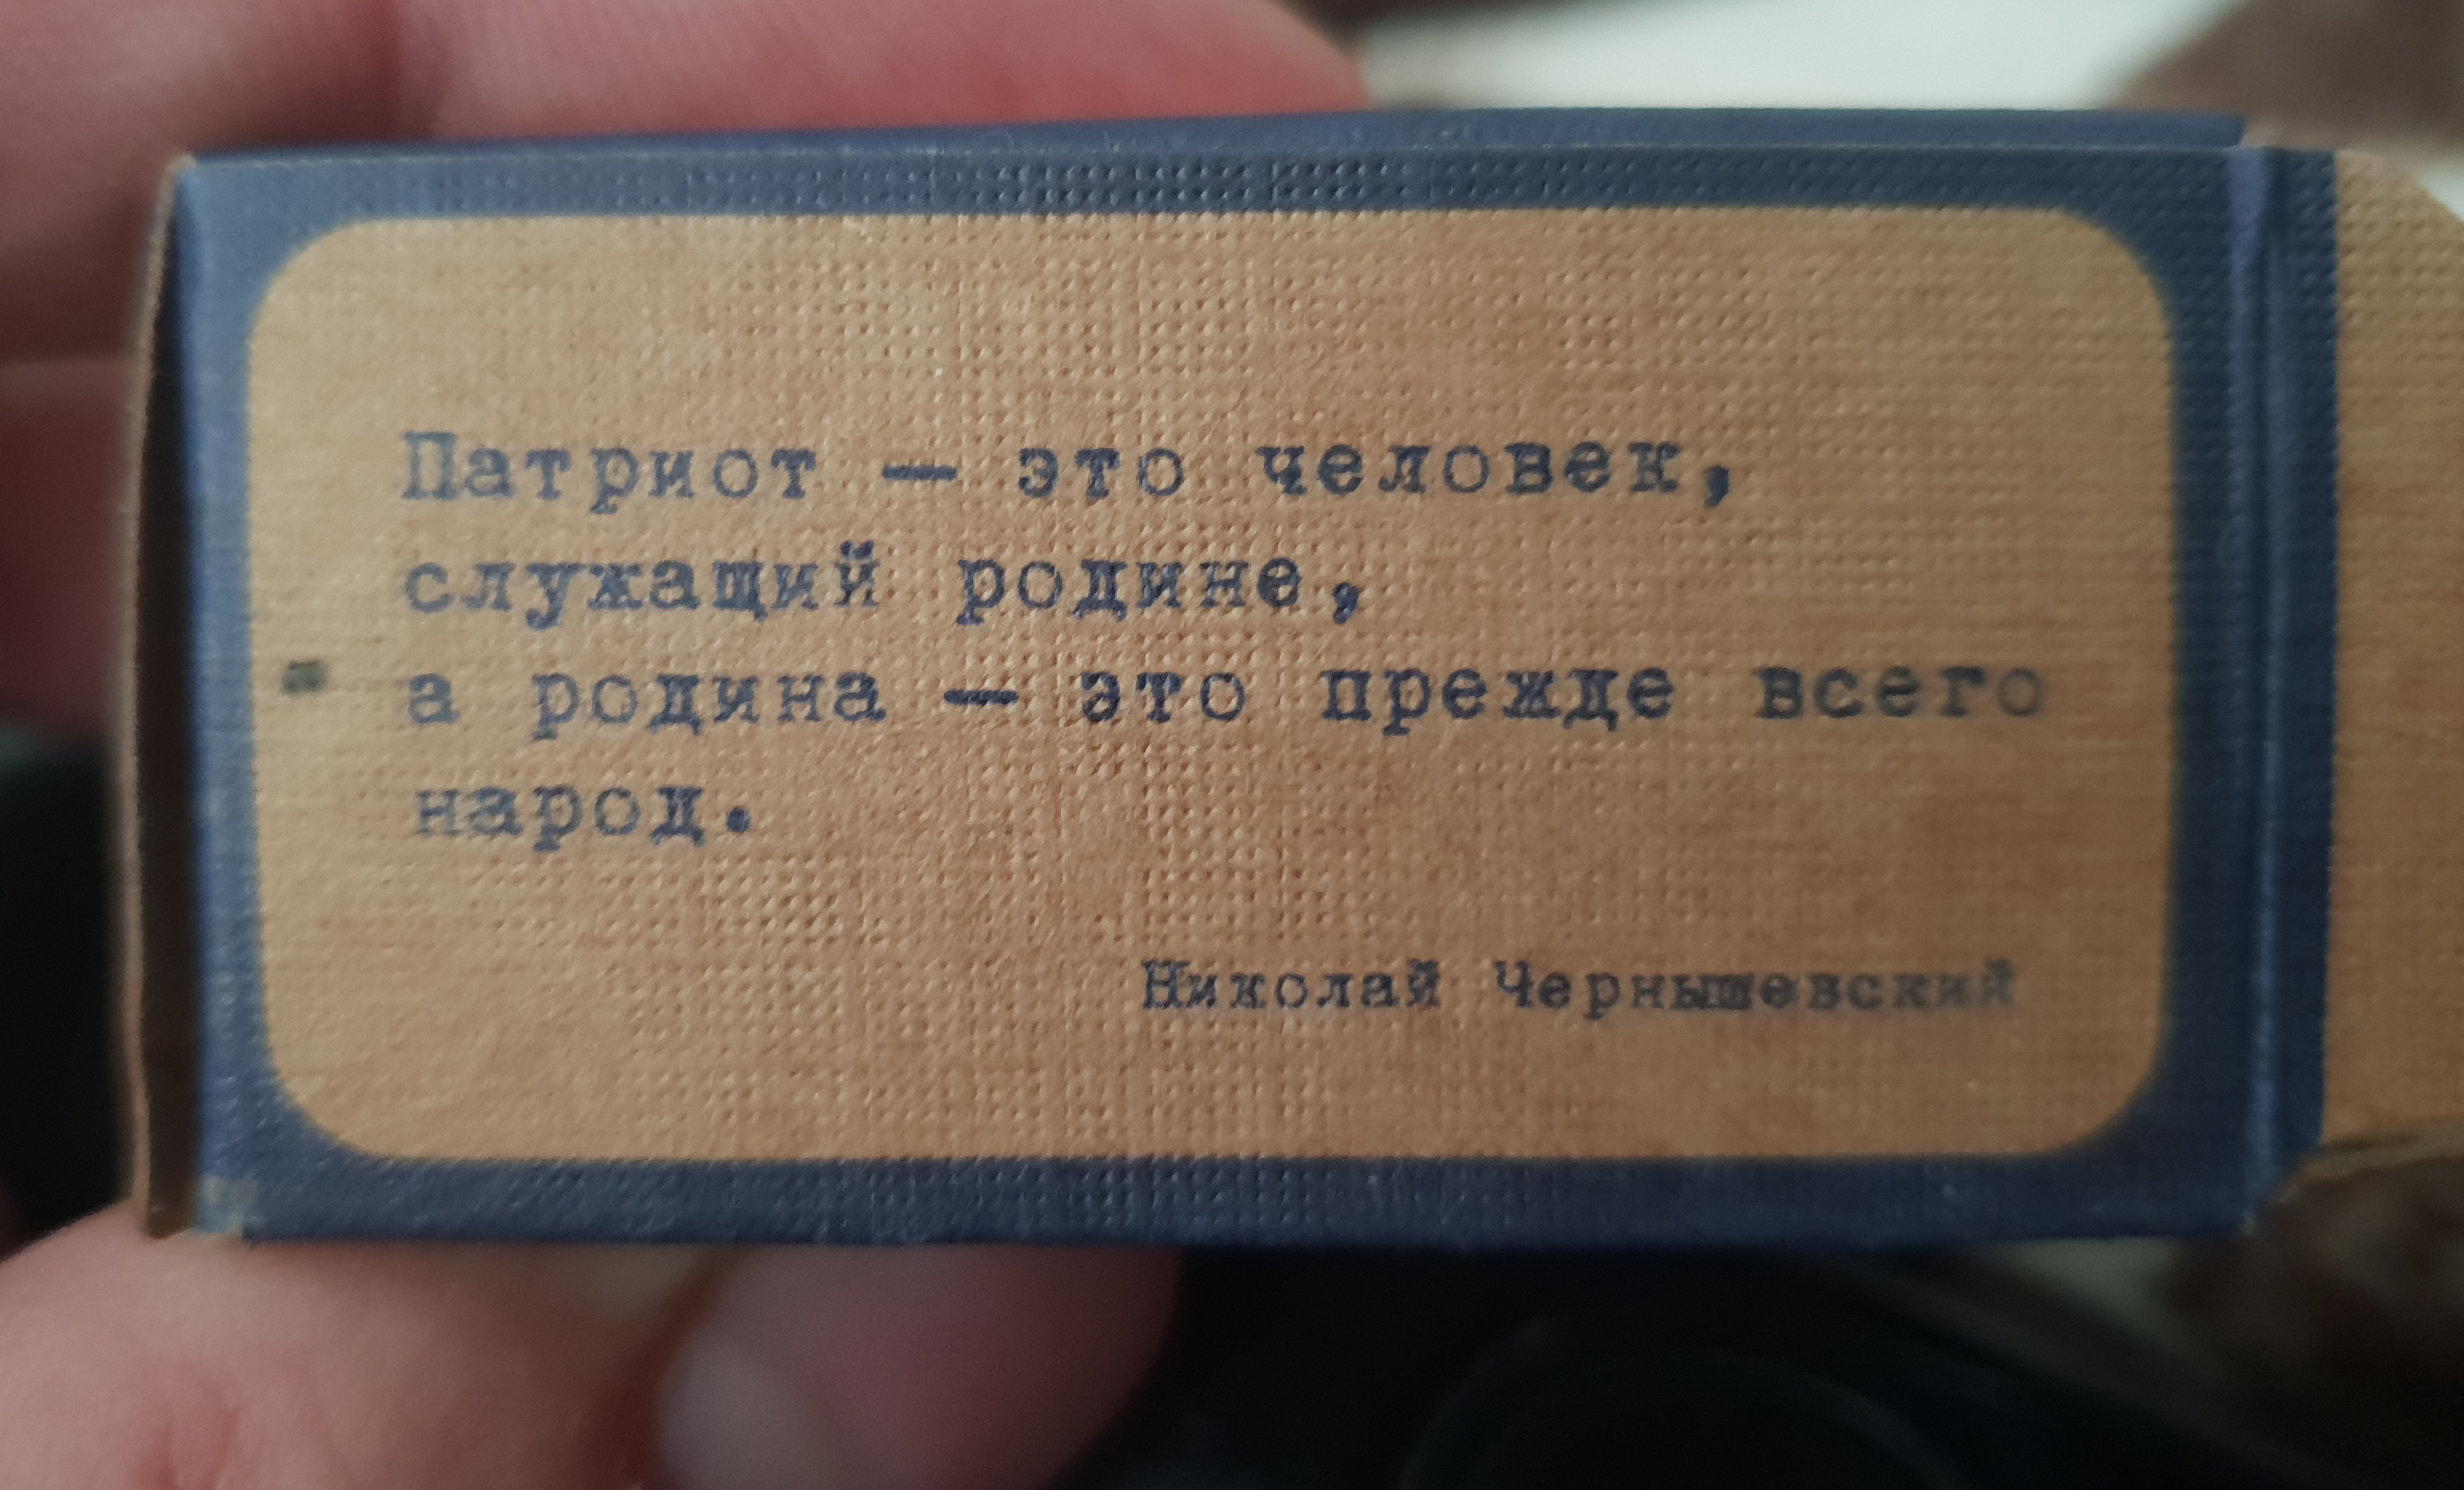 Патриот — это человек,
служащий родине,
а родина — это прежде всего
народ.
Николай Чернышевский